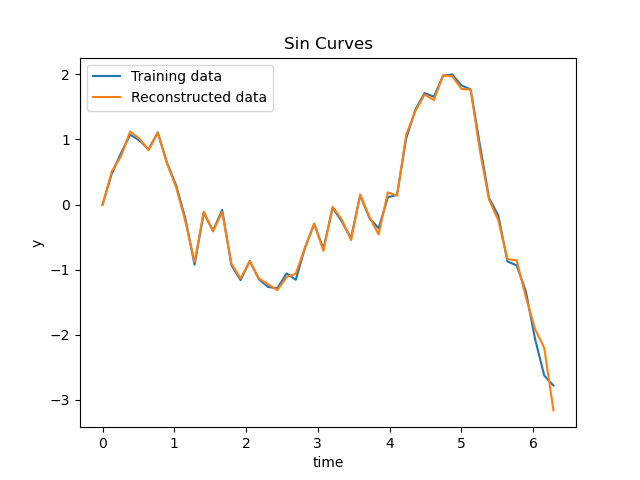 Sin Curves
Training data
Reconstructed data
2
1
0
−1
−2
−3
y
0 1 2 3 4 5 6
time